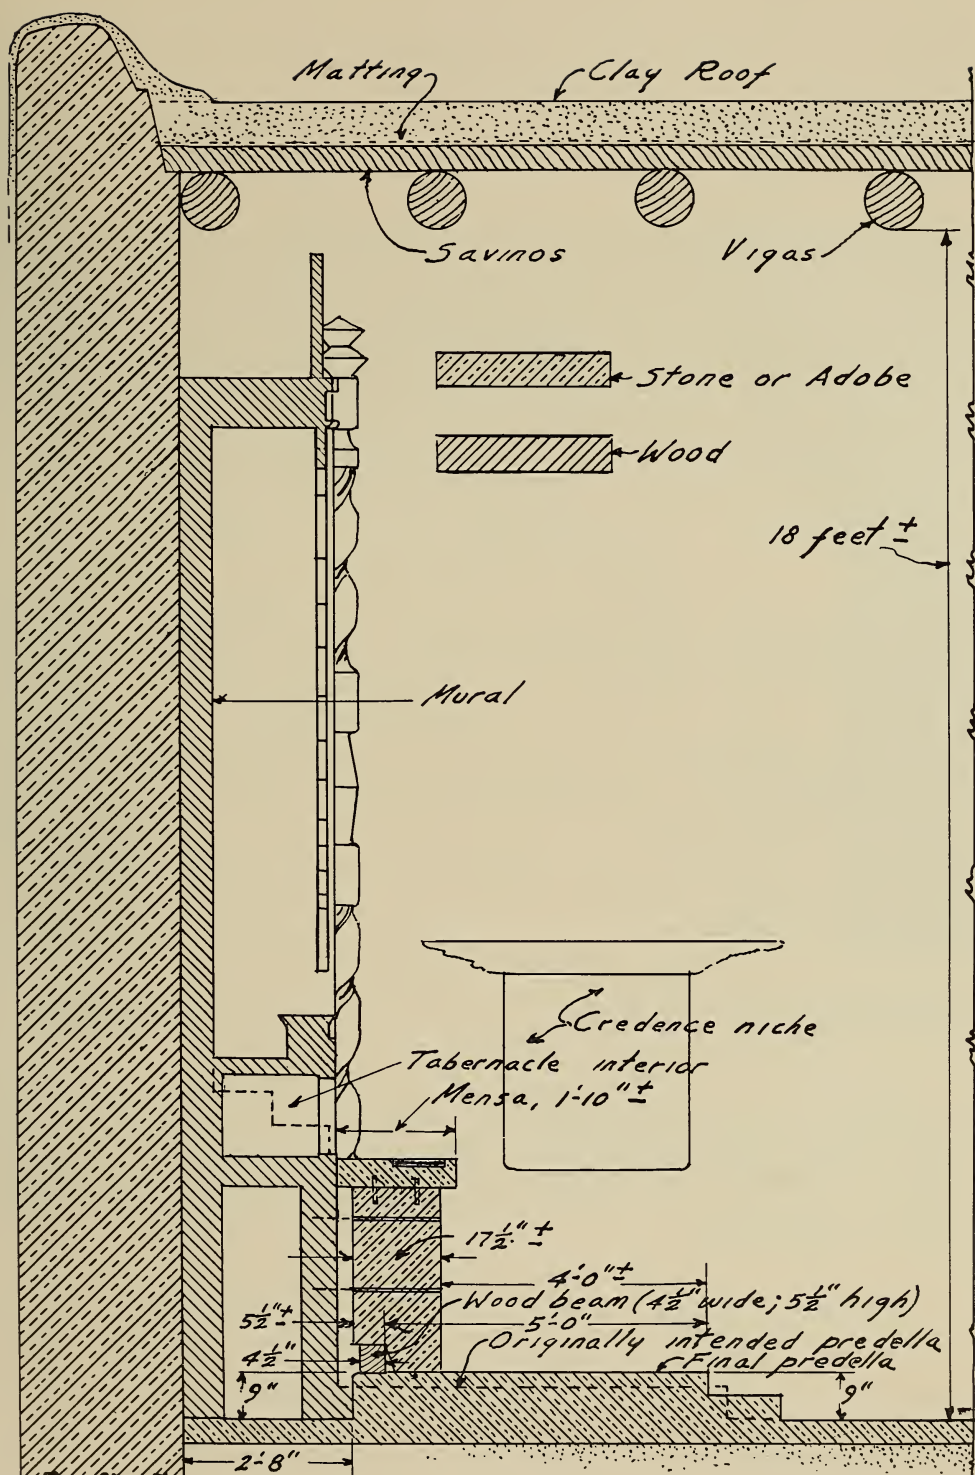 Matting
Clay Roof
Savinos
Vigas
Stone or Adobe
Wood
18 feet ±
Mural
Credence niche
Tabernacle interior
Mensa, 1'-10" ±
17½" ±
4'-0" ±
Wood beam (4½" wide; 5½" high)
5½" ±
5'-0"
Originally intended predella
4½"
Final predella
9"
9"
2'-8"